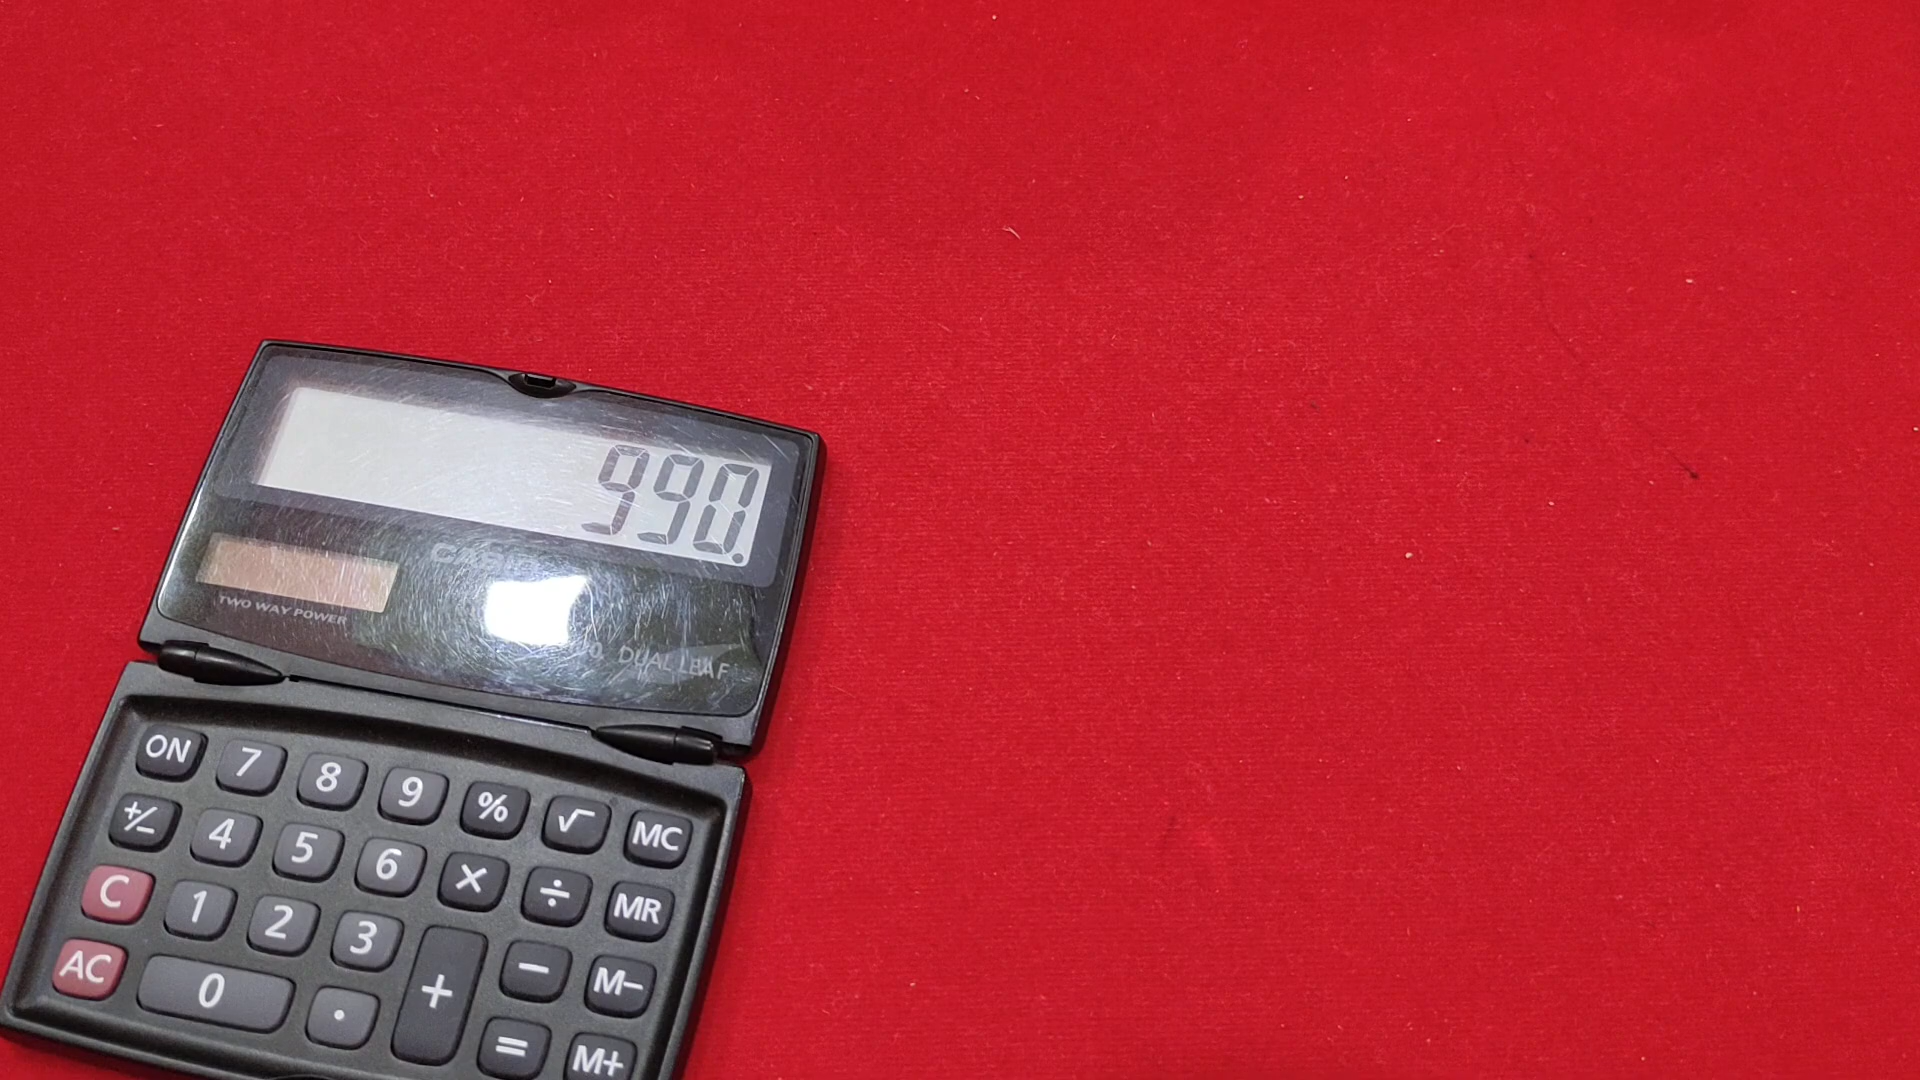 990.
CASIO
TWO WAY POWER
DUAL LEAF
ON 7 8 9 % √ MC
+/− 4 5 6 × ÷ MR
C 1 2 3 + − M−
AC 0 . = M+